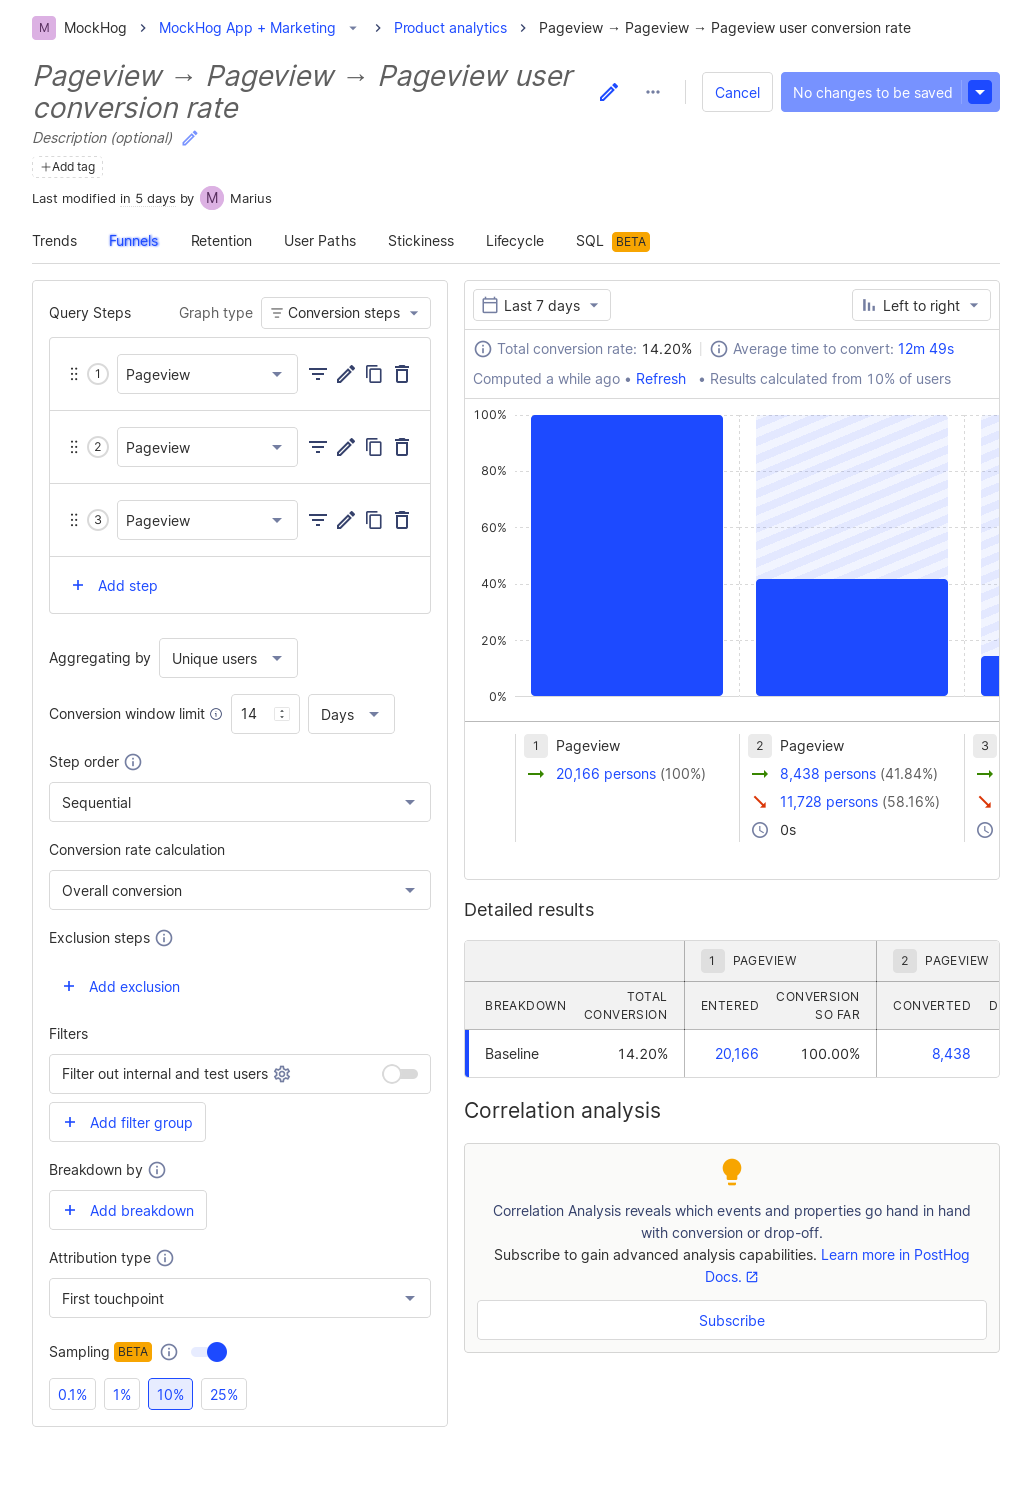 M MockHog > MockHog App + Marketing > Product analytics > Pageview → Pageview → Pageview user conversion rate
Pageview → Pageview → Pageview user
conversion rate
Cancel
No changes to be saved
Description (optional)
+Add tag
Last modified in 5 days by M Marius
Trends Funnels Retention User Paths Stickiness Lifecycle SQL BETA
Query Steps
Graph type Conversion steps
1 Pageview
2 Pageview
3 Pageview
+ Add step
Aggregating by Unique users
Conversion window limit 14 Days
Step order
Sequential
Conversion rate calculation
Overall conversion
Exclusion steps
+ Add exclusion
Filters
Filter out internal and test users
+ Add filter group
Breakdown by
+ Add breakdown
Attribution type
First touchpoint
Sampling BETA
0.1% 1% 10% 25%
Last 7 days
Left to right
Total conversion rate: 14.20%
Average time to convert: 12m 49s
Computed a while ago • Refresh • Results calculated from 10% of users
100%
80%
60%
40%
20%
0%
1 Pageview
20,166 persons (100%)
2 Pageview
8,438 persons (41.84%)
11,728 persons (58.16%)
0s
3
Detailed results
1 PAGEVIEW 2 PAGEVIEW
BREAKDOWN TOTAL CONVERSION ENTERED CONVERSION SO FAR CONVERTED D
Baseline 14.20% 20,166 100.00% 8,438
Correlation analysis
Correlation Analysis reveals which events and properties go hand in hand
with conversion or drop-off.
Subscribe to gain advanced analysis capabilities. Learn more in PostHog
Docs.
Subscribe